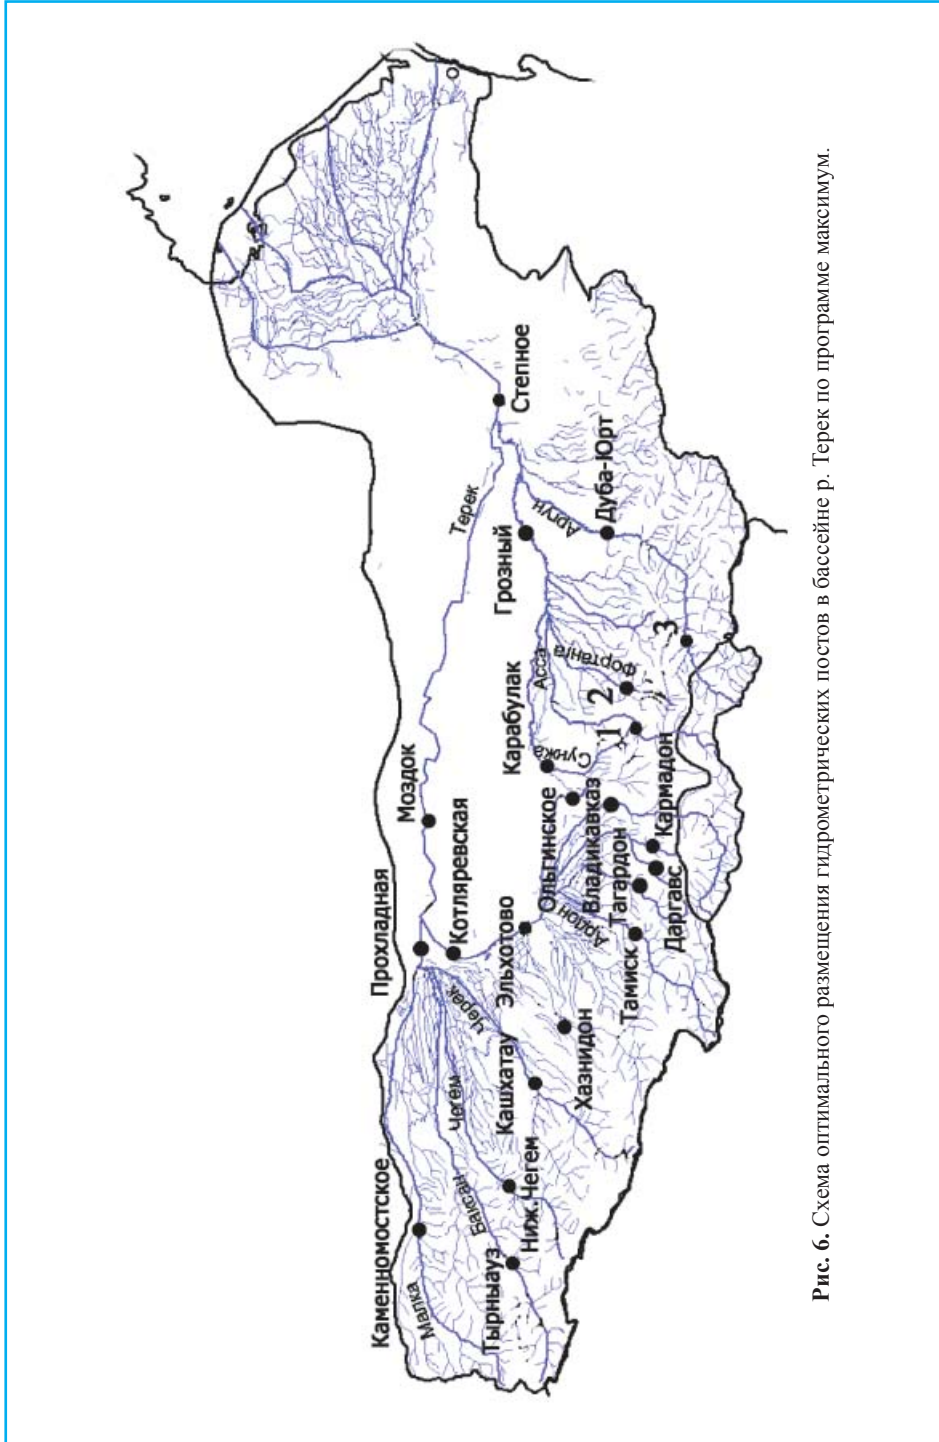 Каменномостское
Прохладная
Моздок
Малка
Терек
Котляревская
Тырныауз
Баксан
Чегем
Черек
Ниж.Чегем
Кашхатау
Эльхотово
Карабулак
Грозный
Степное
Хазнидон
Ардон
Ольгинское
Сунжа
Асса
Аргун
Тамиск
Владикавказ
Тагардон
Фортанга
Дуба-Юрт
Даргавс
Кармадон
1
2
3
Рис. 6. Схема оптимального размещения гидрометрических постов в бассейне р. Терек по программе максимум.